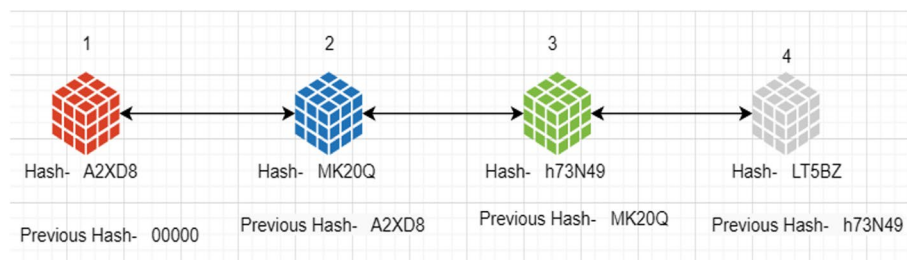 1
2
3
4
Hash- A2XD8
Hash- MK20Q
Hash- h73N49
Hash- LT5BZ
Previous Hash- 00000
Previous Hash- A2XD8
Previous Hash- MK20Q
Previous Hash- h73N49